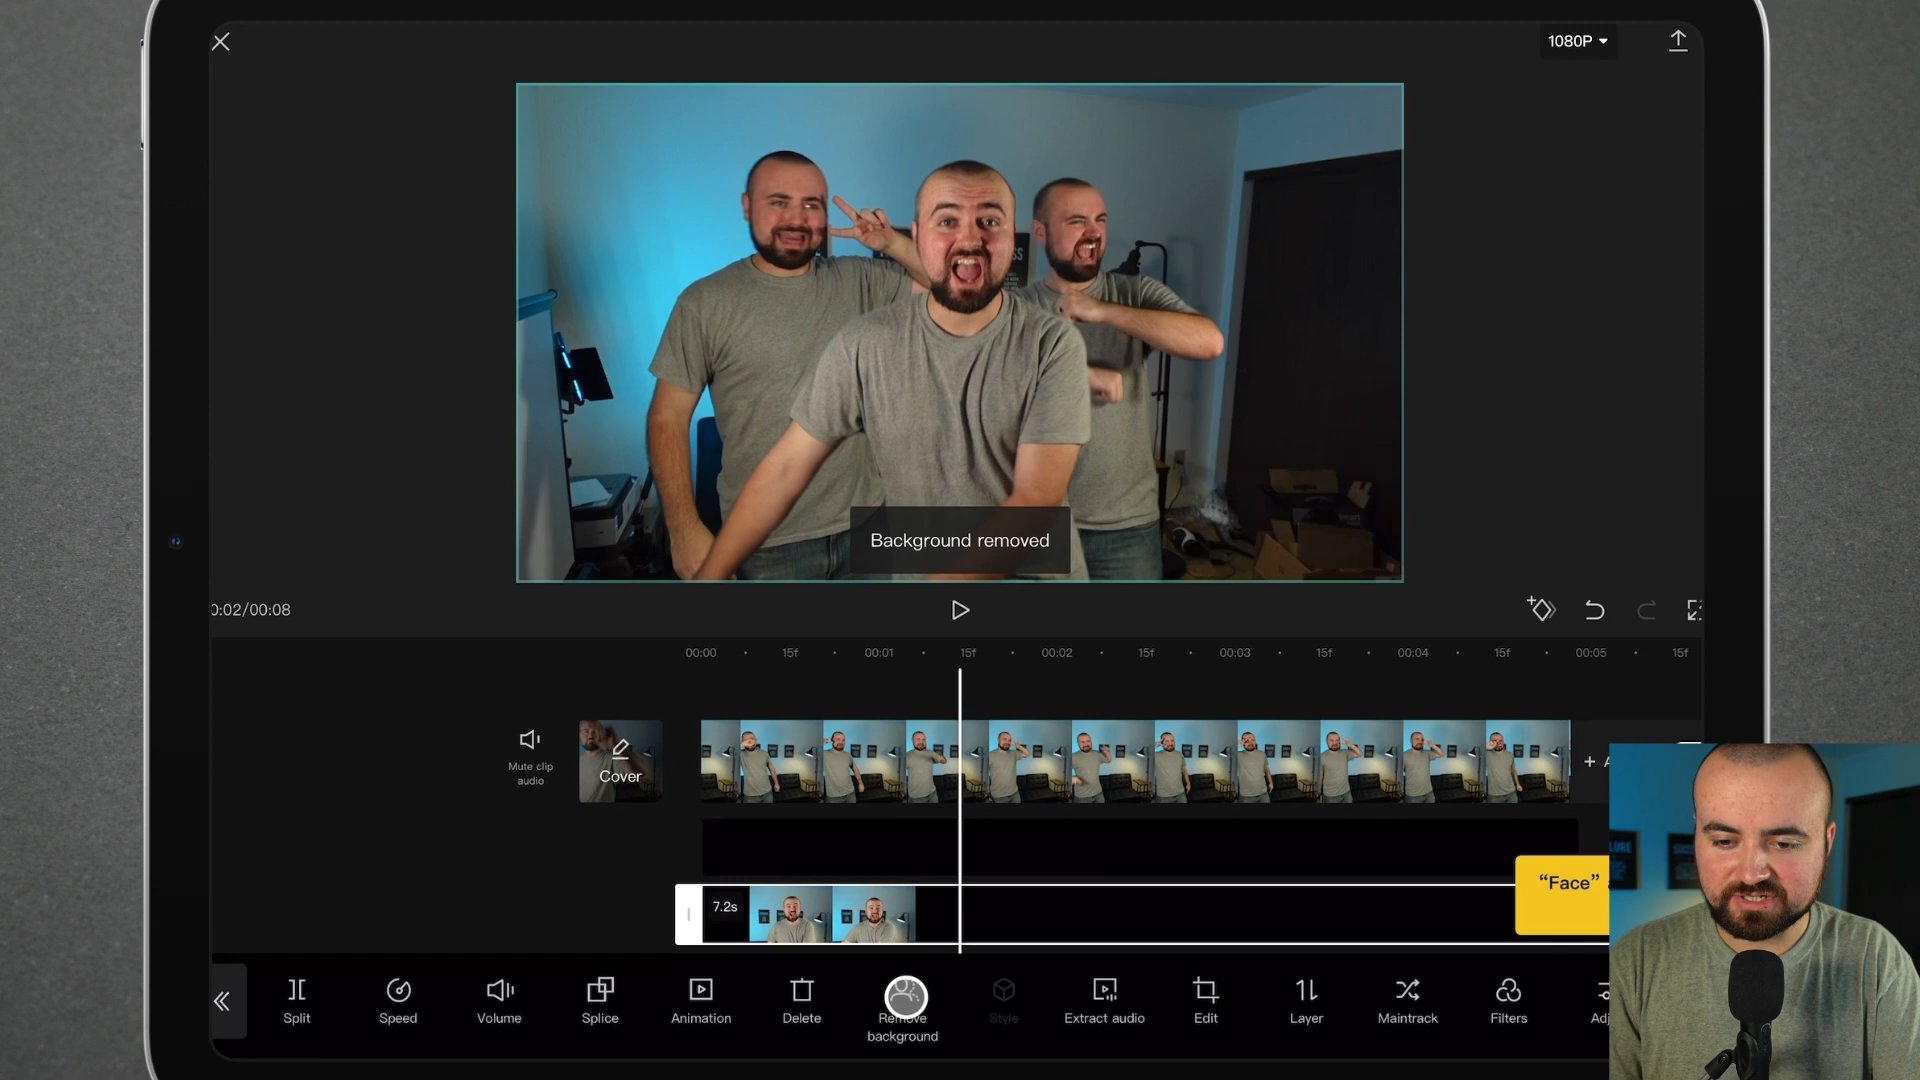 1080P
Background removed
0:02/00:08
00:00 15f 00:01 15f 00:02 15f 00:03 15f 00:04 15f 00:05 15f
Mute clip
audio
Cover
+
7.2s
“Face”
Split
Speed
Volume
Splice
Animation
Delete
Remove
background
Style
Extract audio
Edit
Layer
Maintrack
Filters
Adj